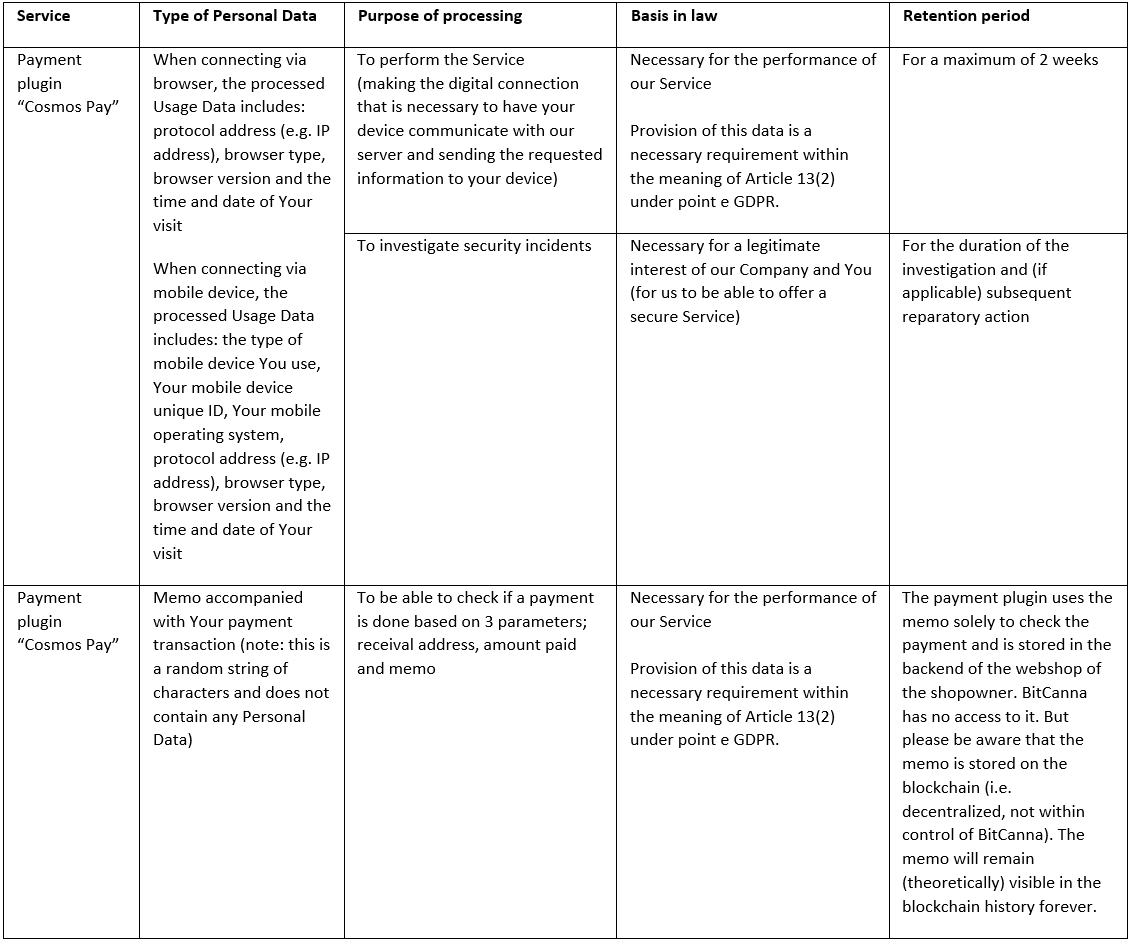 Service
Type of Personal Data
Purpose of processing
Basis in law
Retention period
Payment
plugin
“Cosmos Pay”
When connecting via
browser, the processed
Usage Data includes:
protocol address (e.g. IP
address), browser type,
browser version and the
time and date of Your
visit
When connecting via
mobile device, the
processed Usage Data
includes: the type of
mobile device You use,
Your mobile device
unique ID, Your mobile
operating system,
protocol address (e.g. IP
address), browser type,
browser version and the
time and date of Your
visit
To perform the Service
(making the digital connection
that is necessary to have your
device communicate with our
server and sending the requested
information to your device)
Necessary for the performance of
our Service
Provision of this data is a
necessary requirement within
the meaning of Article 13(2)
under point e GDPR.
For a maximum of 2 weeks
To investigate security incidents
Necessary for a legitimate
interest of our Company and You
(for us to be able to offer a
secure Service)
For the duration of the
investigation and (if
applicable) subsequent
reparatory action
Payment
plugin
“Cosmos Pay”
Memo accompanied
with Your payment
transaction (note: this is
a random string of
characters and does not
contain any Personal
Data)
To be able to check if a payment
is done based on 3 parameters;
receival address, amount paid
and memo
Necessary for the performance of
our Service
Provision of this data is a
necessary requirement within
the meaning of Article 13(2)
under point e GDPR.
The payment plugin uses the
memo solely to check the
payment and is stored in the
backend of the webshop of
the shopowner. BitCanna
has no access to it. But
please be aware that the
memo is stored on the
blockchain (i.e.
decentralized, not within
control of BitCanna). The
memo will remain
(theoretically) visible in the
blockchain history forever.